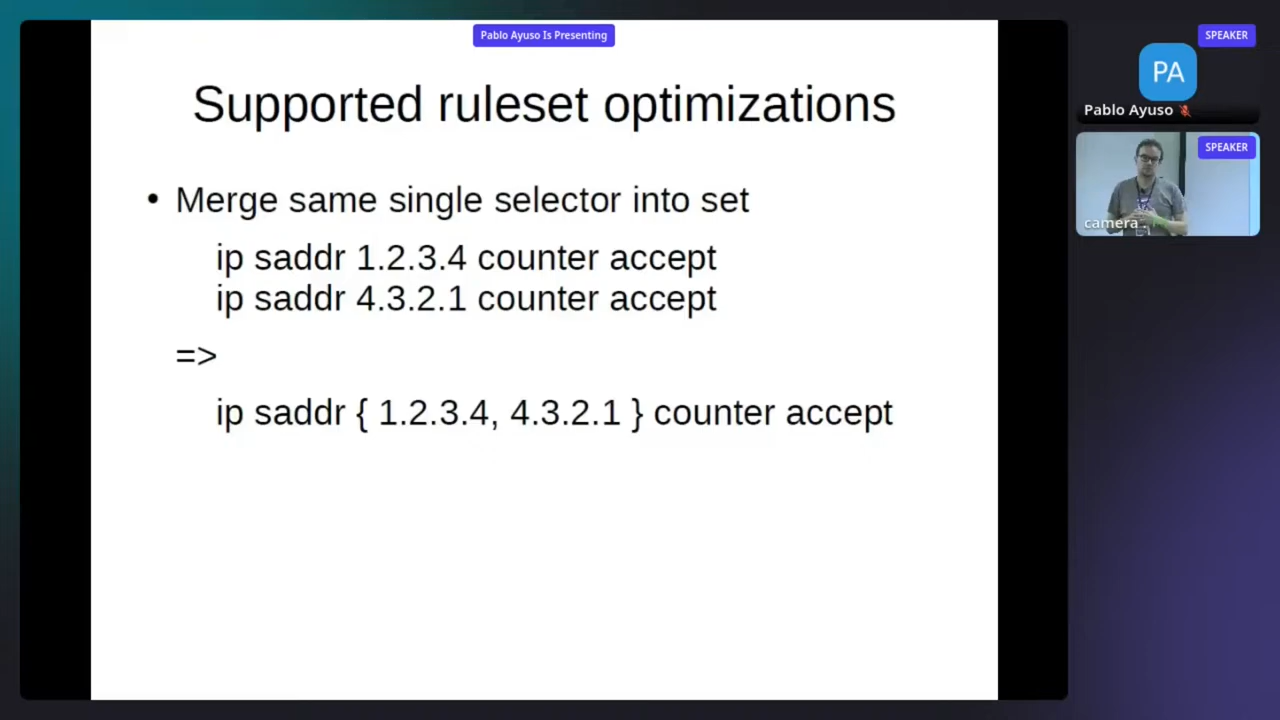 Pablo Ayuso Is Presenting
Supported ruleset optimizations
• Merge same single selector into set
ip saddr 1.2.3.4 counter accept
ip saddr 4.3.2.1 counter accept
=>
ip saddr { 1.2.3.4, 4.3.2.1 } counter accept
SPEAKER
PA
Pablo Ayuso
SPEAKER
camera .